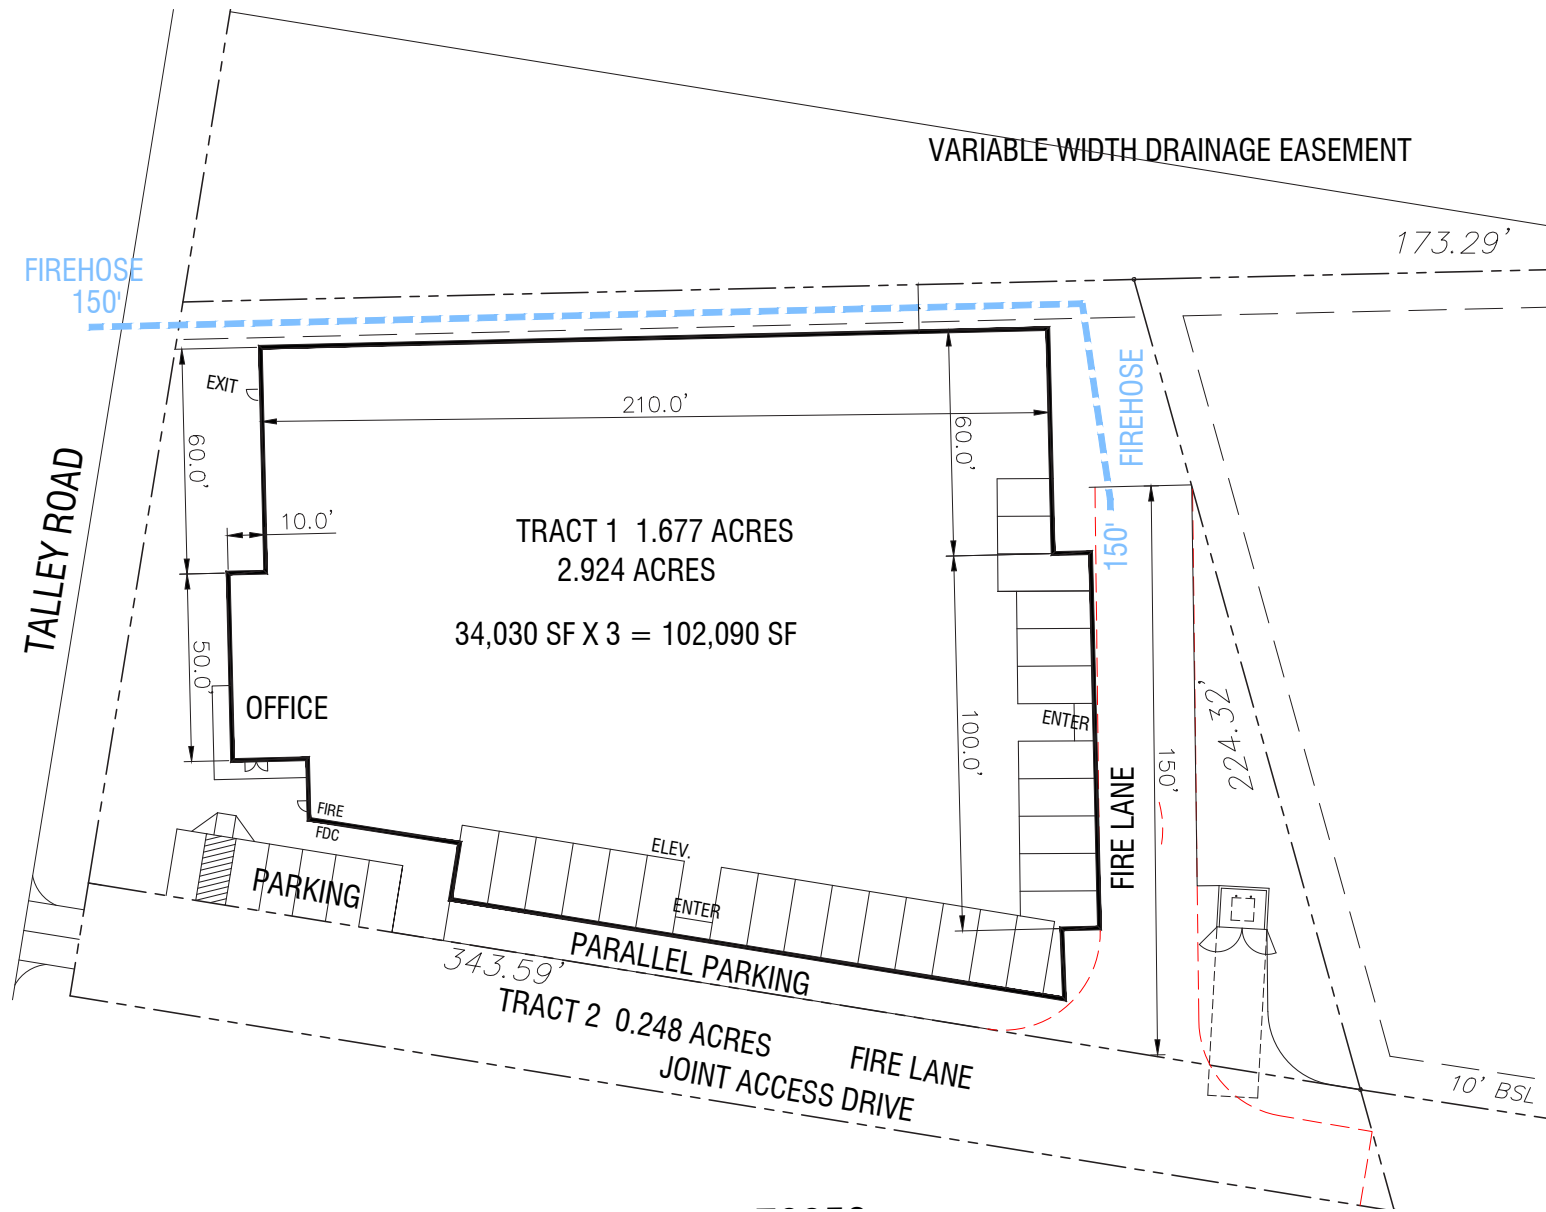 VARIABLE WIDTH DRAINAGE EASEMENT
173.29'
FIREHOSE
150'
EXIT
210.0'
60.0'
60.0'
FIREHOSE
150'
10.0'
TALLEY ROAD
TRACT 1 1.677 ACRES
2.924 ACRES
34,030 SF X 3 = 102,090 SF
50.0'
OFFICE
100.0'
ENTER
150'
224.32'
FIRE LANE
FIRE
FDC
ELEV.
PARKING
ENTER
PARALLEL PARKING
343.59'
TRACT 2 0.248 ACRES
FIRE LANE
JOINT ACCESS DRIVE
10' BSL